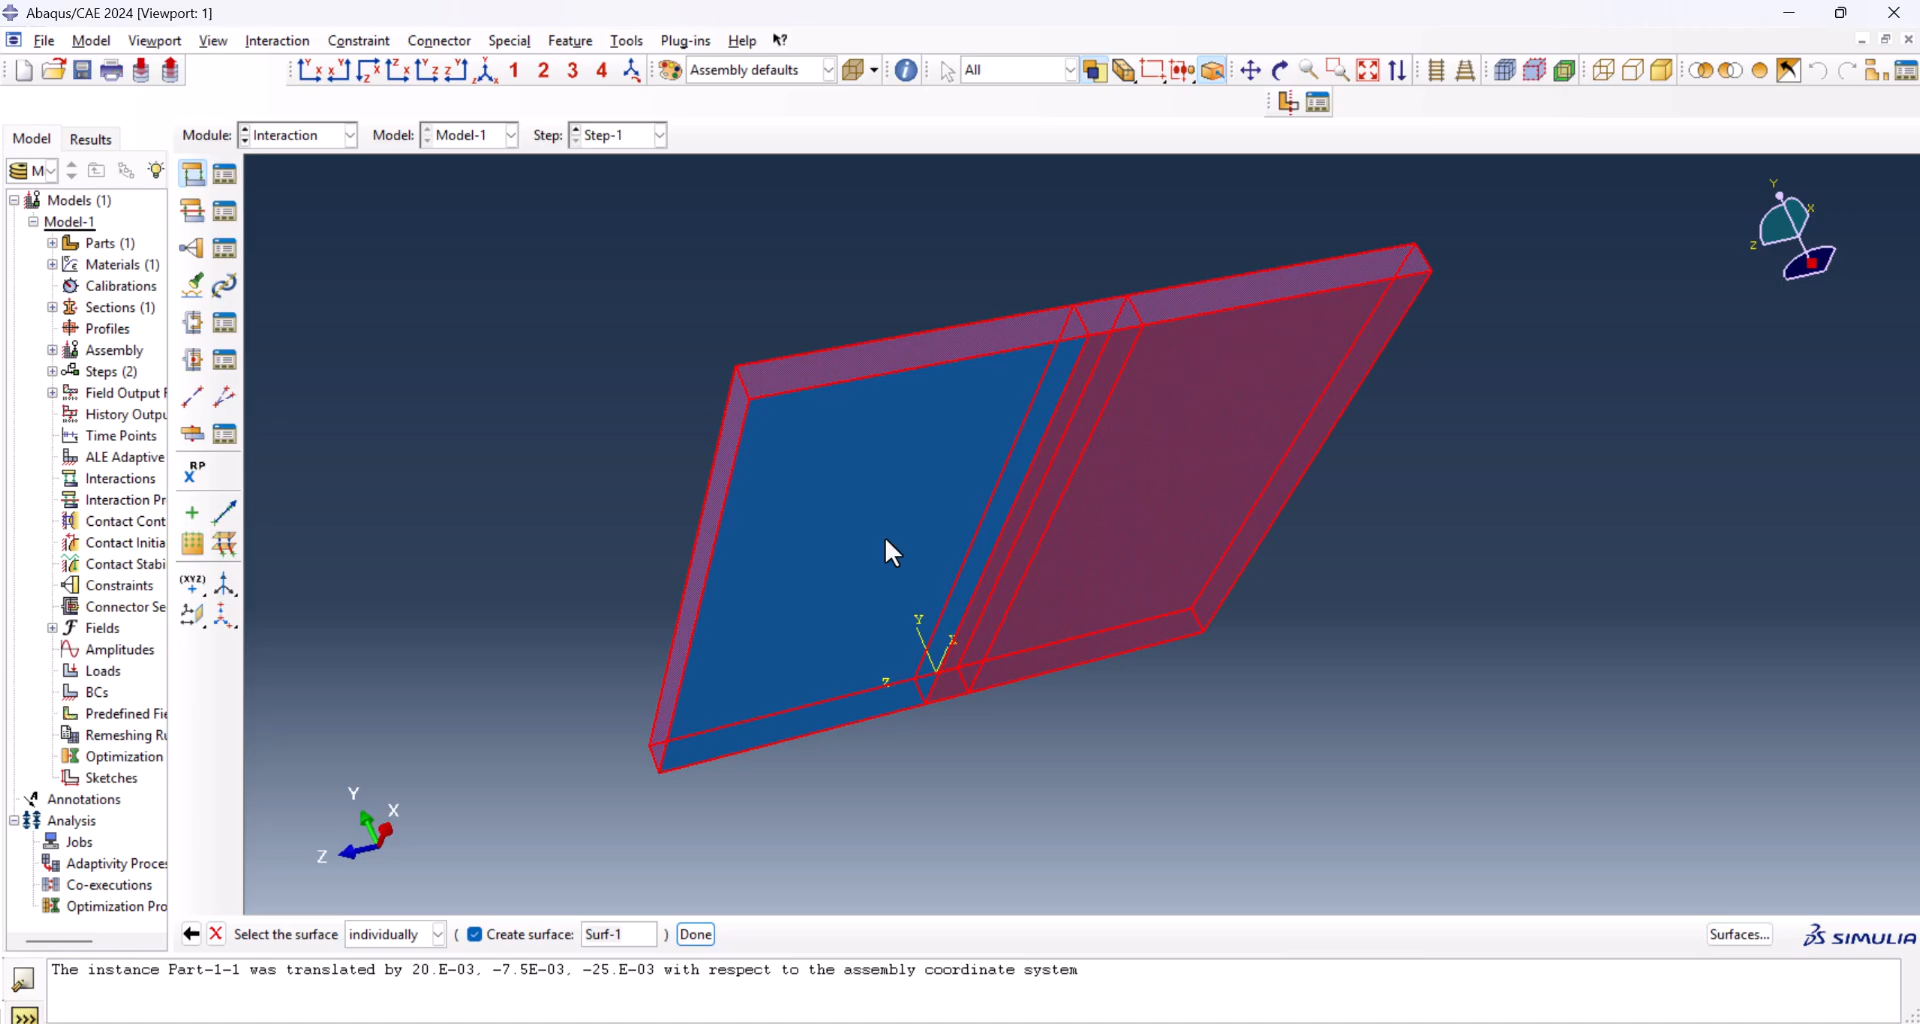 Abaqus/CAE 2024 [Viewport: 1]
File Model Viewport View Interaction Constraint Connector Special Feature Tools Plug-ins Help
1 2 3 4 Assembly defaults All
Model Results
Module: Interaction Model: Model-1 Step: Step-1
M
Models (1)
Model-1
Parts (1)
Materials (1)
Calibrations
Sections (1)
Profiles
Assembly
Steps (2)
Field Output
History Outpu
Time Points
ALE Adaptive
Interactions
Interaction Pr
Contact Cont
Contact Initia
Contact Stabi
Constraints
Connector Se
Fields
Amplitudes
Loads
BCs
Predefined Fie
Remeshing Ru
Optimization
Sketches
Annotations
Analysis
Jobs
Adaptivity Proce
Co-executions
Optimization Pro
RP
(XYZ)
Y
X
Z
Y
X
Z
Y
X
Z
Select the surface individually ( Create surface: Surf-1 ) Done Surfaces... SIMULIA
The instance Part-1-1 was translated by 20.E-03, -7.5E-03, -25.E-03 with respect to the assembly coordinate system
>>>